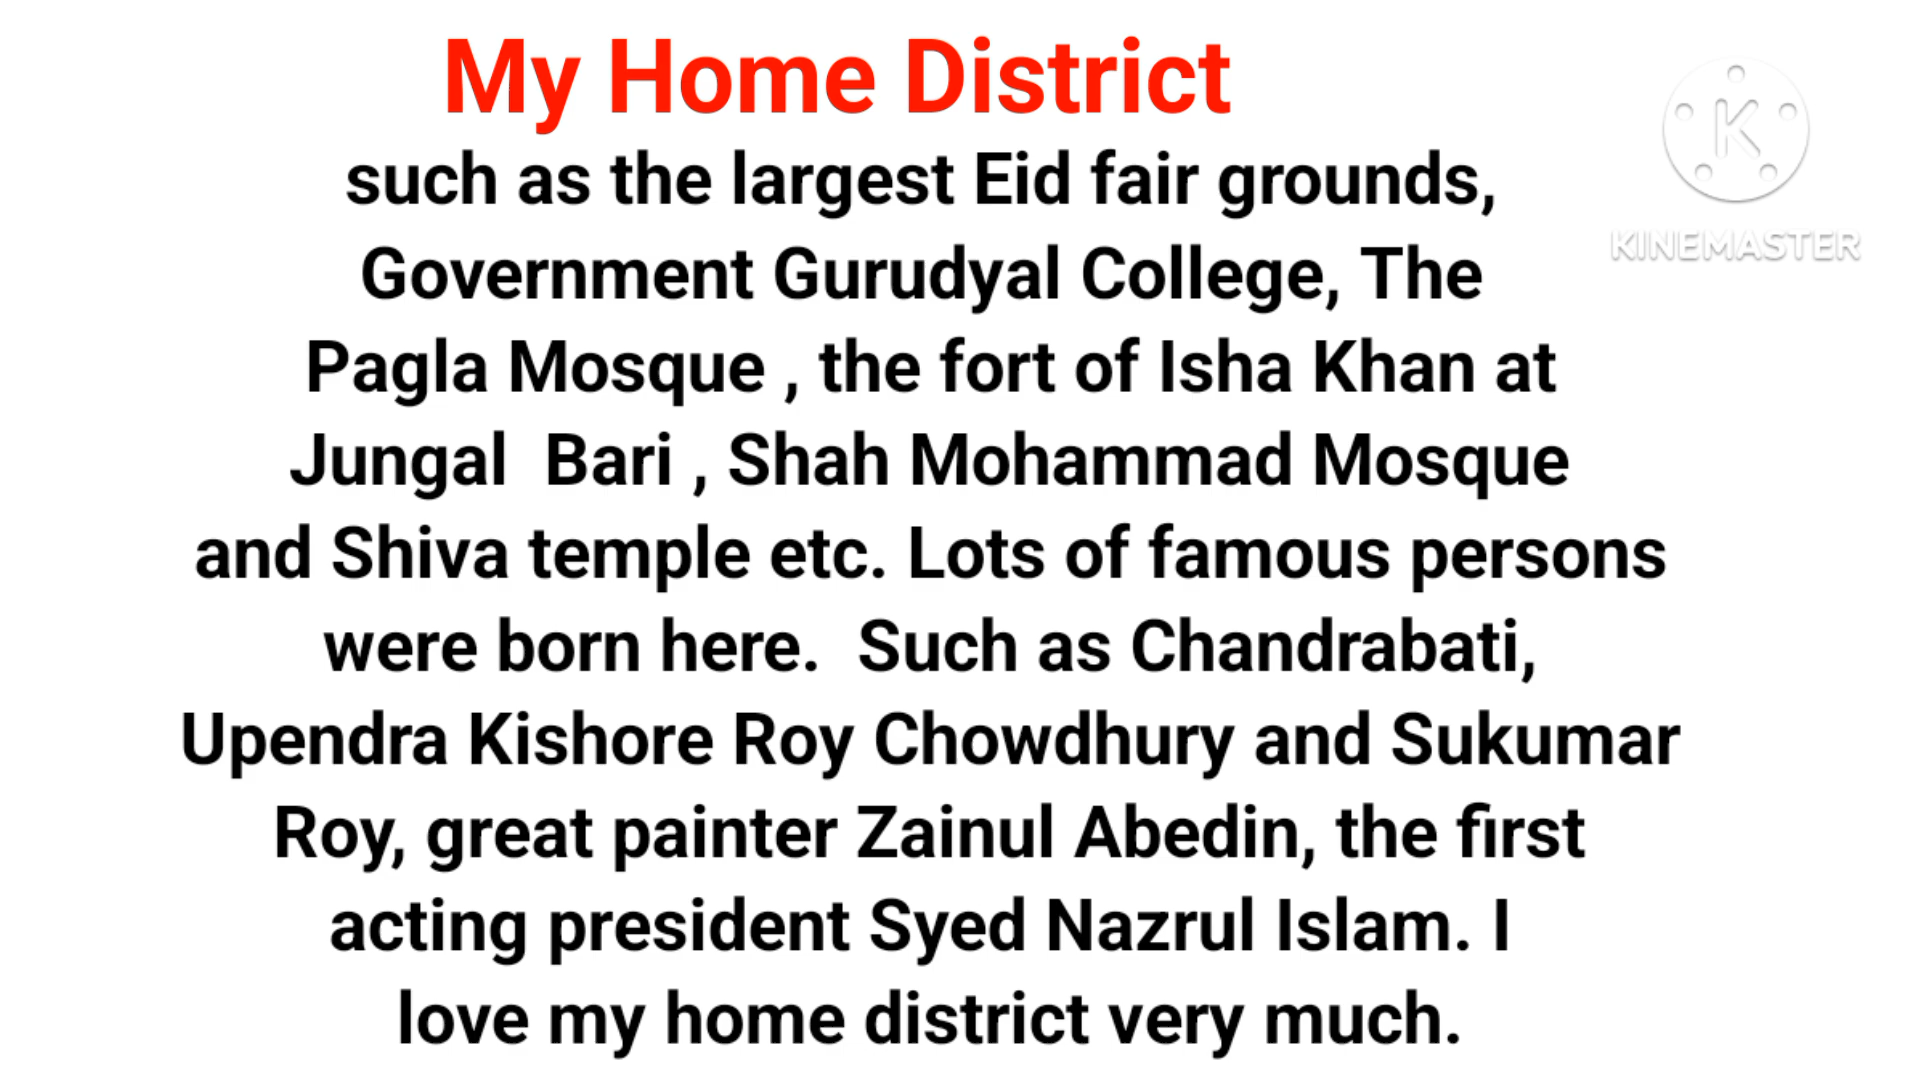 My Home District
such as the largest Eid fair grounds,
Government Gurudyal College, The
Pagla Mosque , the fort of Isha Khan at
Jungal  Bari , Shah Mohammad Mosque
and Shiva temple etc. Lots of famous persons
were born here.  Such as Chandrabati,
Upendra Kishore Roy Chowdhury and Sukumar
Roy, great painter Zainul Abedin, the first
acting president Syed Nazrul Islam. I
love my home district very much.
K
KINEMASTER